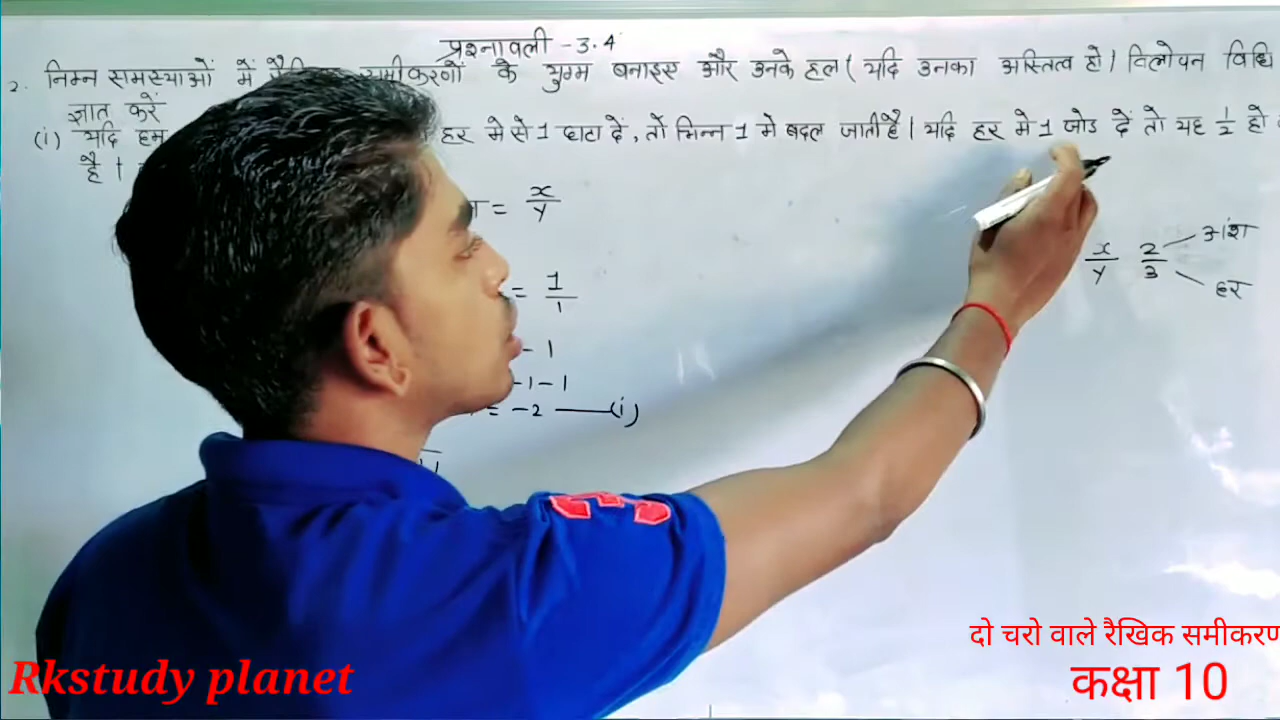 प्रश्नावली - 3.4
2. निम्न समस्याओं में समीकरणों के युग्म बनाइए और उनके हल ( यदि उनका अस्तित्व हो ) विलोपन विधि
ज्ञात करें
(i) यदि हम हर मे से 1 घटा दें, तो भिन्न 1 मे बदल जाती है। यदि हर मे 1 जोड दें तो यह 1/2 हो
है।
= x/y
x/y 2/3 अंश
हर
= 1/1
- 1
-1-1
= -2 —(i)
दो चरो वाले रैखिक समीकरण
Rkstudy planet
कक्षा 10